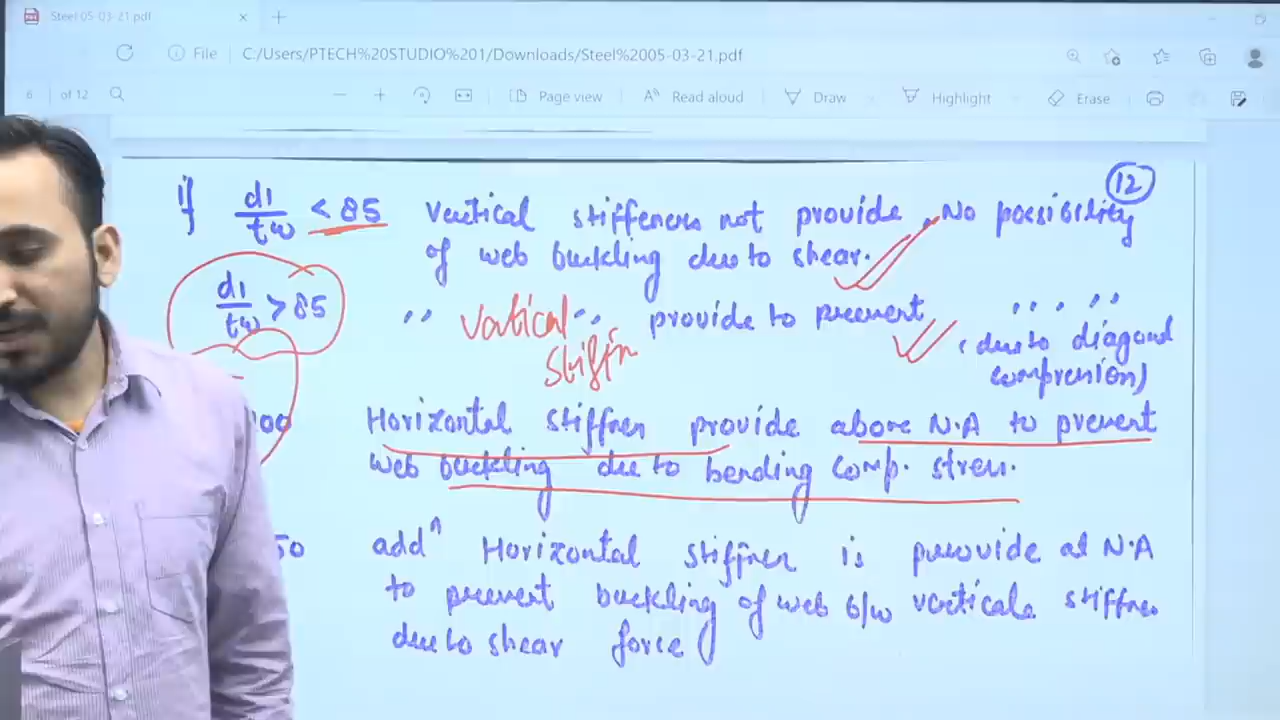 Steel 05-03-21.pdf
File C:/Users/PTECH%20STUDIO%201/Downloads/Steel%2005-03-21.pdf
6 of 12 Page view Read aloud Draw Highlight Erase
12
if d1/tw < 85 Vertical stiffeners not provide No possibility
of web buckling due to shear.
d1/tw > 85 ,, Vertical ,, provide to prevent ,, ,,
stiffn (due to diagonal
compression)
00 Horizontal stiffner provide above N.A to prevent
web buckling due to bending comp. stress.
50 addn Horizontal stiffner is provide at N.A
to prevent buckling of web b/w verticale stiffner
due to shear force